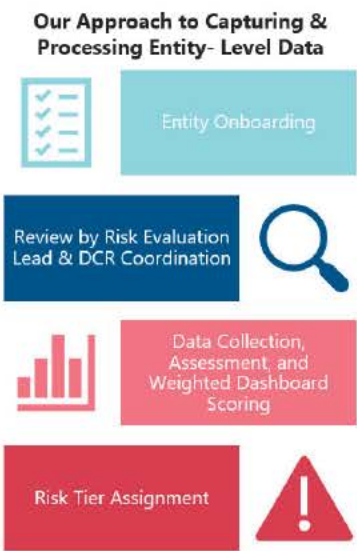 Our Approach to Capturing &
Processing Entity- Level Data
Entity Onboarding
Review by Risk Evaluation
Lead & DCR Coordination
Data Collection,
Assessment, and
Weighted Dashboard
Scoring
Risk Tier Assignment